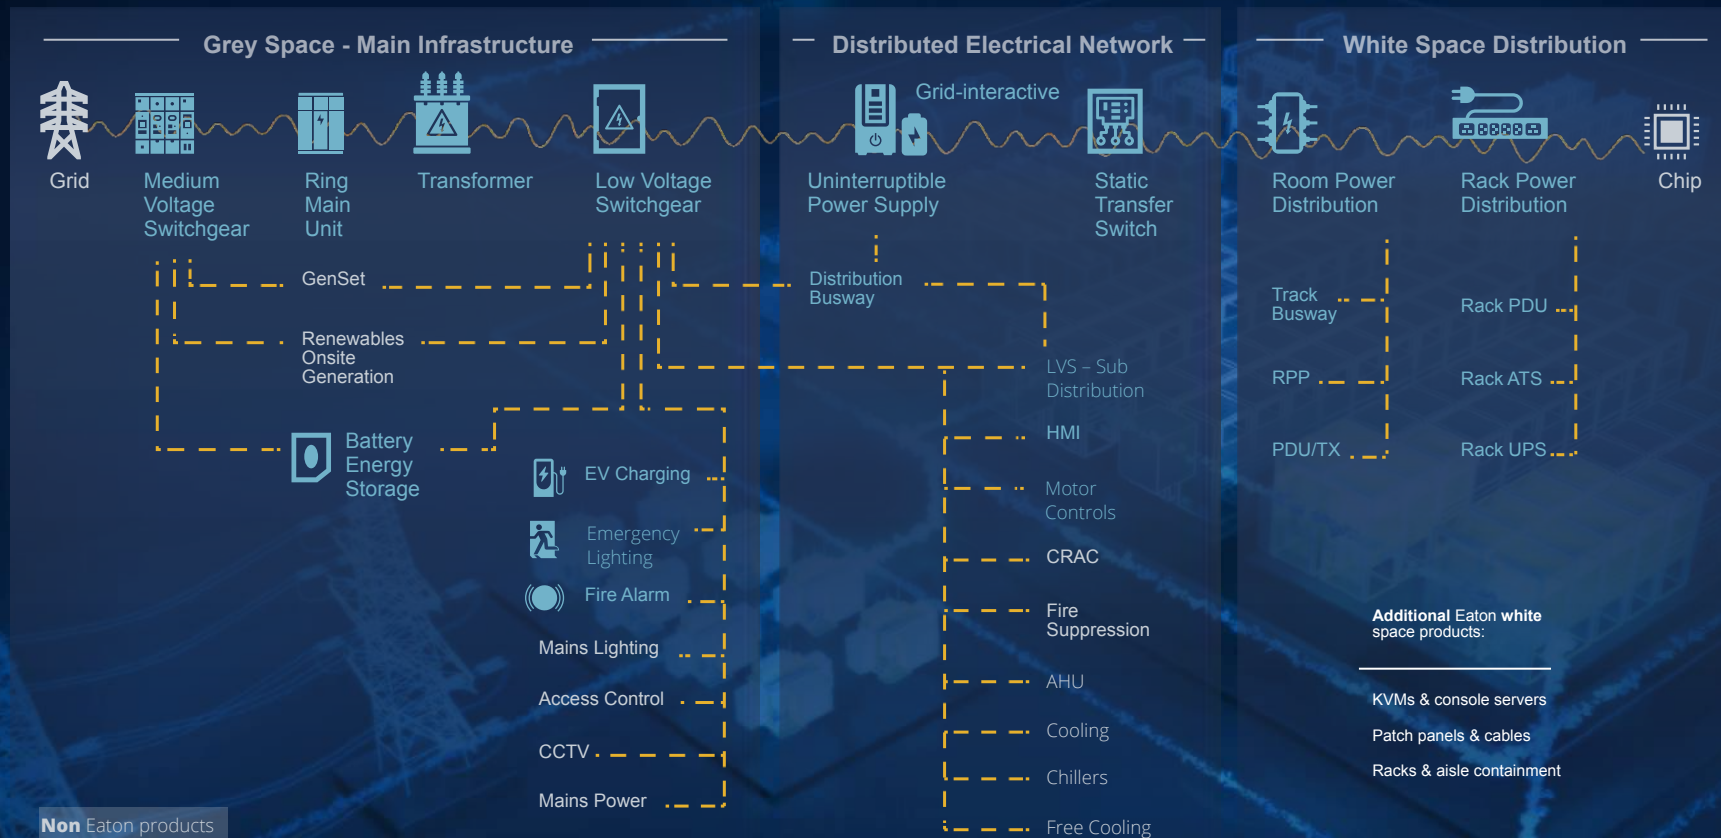 Grey Space - Main Infrastructure
Distributed Electrical Network
White Space Distribution
Grid-interactive
Grid
Medium
Voltage
Switchgear
Ring
Main
Unit
Transformer
Low Voltage
Switchgear
Uninterruptible
Power Supply
Static
Transfer
Switch
Room Power
Distribution
Rack Power
Distribution
Chip
GenSet
Renewables
Onsite
Generation
Battery
Energy
Storage
EV Charging
Emergency
Lighting
Fire Alarm
Mains Lighting
Access Control
CCTV
Mains Power
Distribution
Busway
LVS – Sub
Distribution
HMI
Motor
Controls
CRAC
Fire
Suppression
AHU
Cooling
Chillers
Free Cooling
Track
Busway
RPP
PDU/TX
Rack PDU
Rack ATS
Rack UPS
Additional Eaton white
space products:
KVMs & console servers
Patch panels & cables
Racks & aisle containment
Non Eaton products